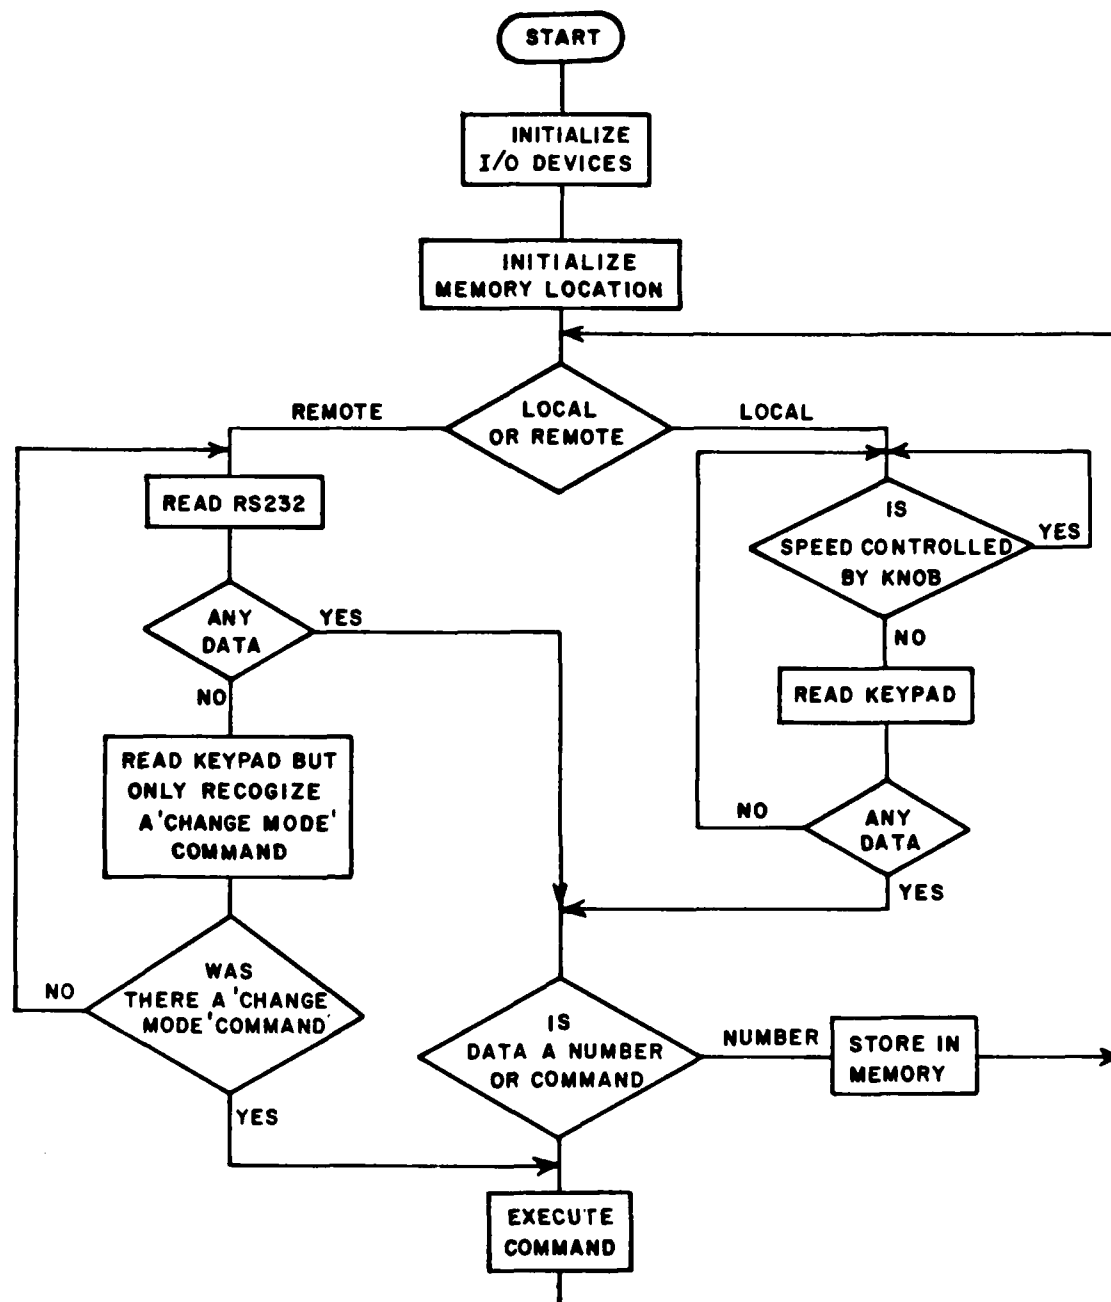 START
INITIALIZE
I/O DEVICES
INITIALIZE
MEMORY LOCATION
LOCAL
OR REMOTE
REMOTE
LOCAL
READ RS232
ANY
DATA
YES
NO
READ KEYPAD BUT
ONLY RECOGIZE
A'CHANGE MODE'
COMMAND
WAS
THERE A 'CHANGE
MODE' COMMAND'
NO
YES
IS
SPEED CONTROLLED
BY KNOB
YES
NO
READ KEYPAD
ANY
DATA
NO
YES
IS
DATA A NUMBER
OR COMMAND
NUMBER
STORE IN
MEMORY
EXECUTE
COMMAND